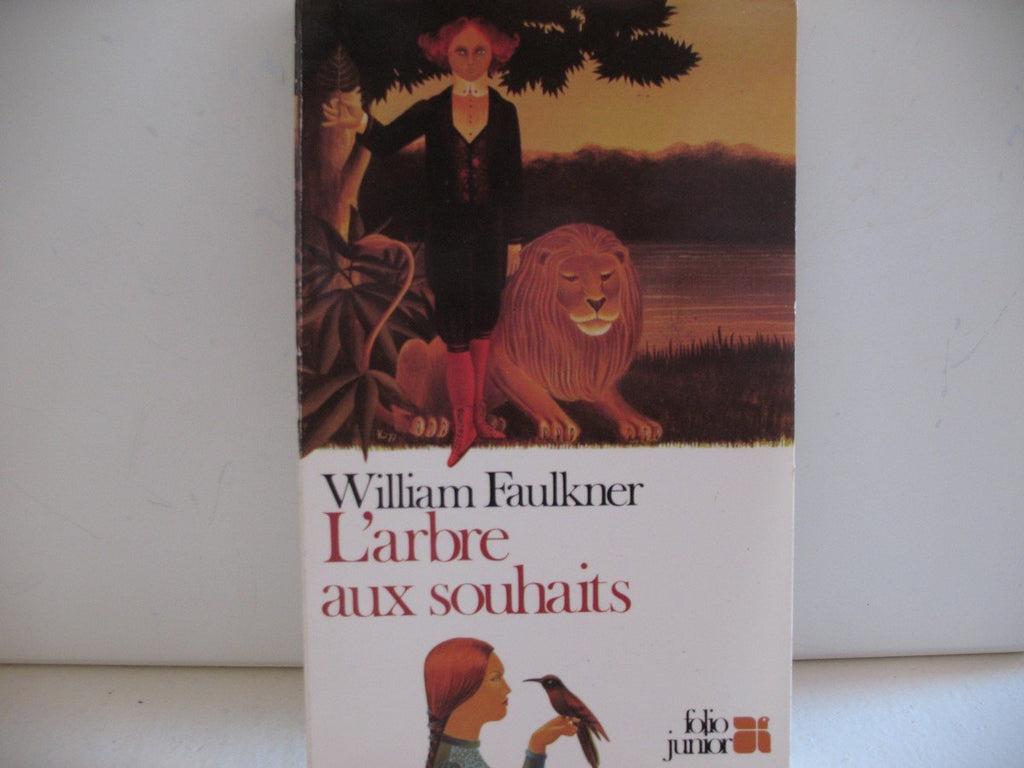 William Faulkner
L'arbre
aux souhaits
folio
junior